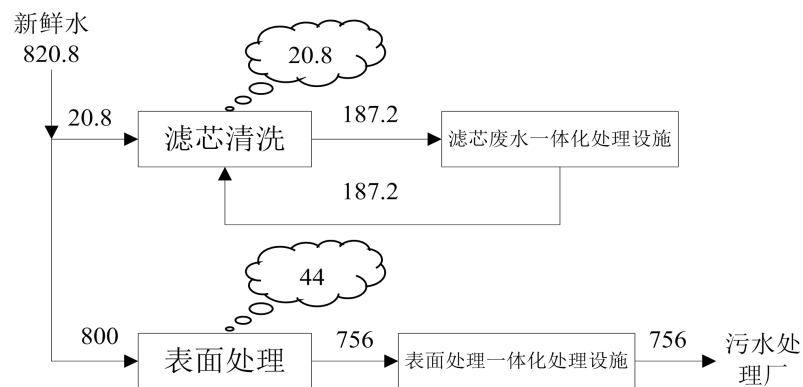 新鲜水
820.8
20.8
20.8
滤芯清洗
187.2
滤芯废水一体化处理设施
187.2
44
800
表面处理
756
表面处理一体化处理设施
756
污水处
理厂